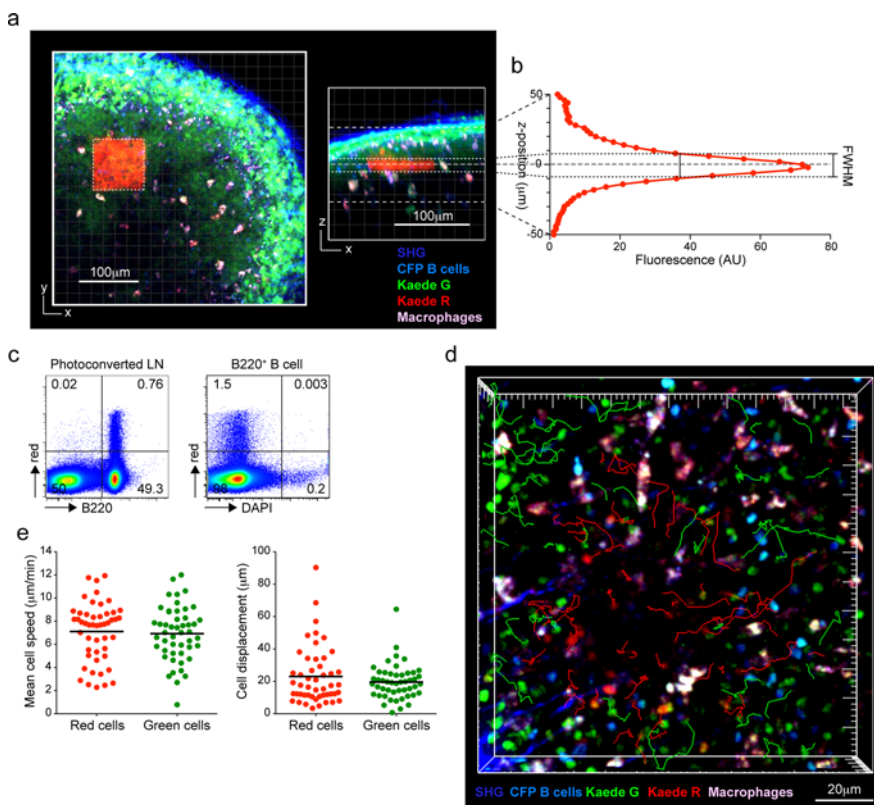 a
100μm
y
x
100μm
z
x
SHG
CFP B cells
Kaede G
Kaede R
Macrophages
b
50
0
-50
z-position (μm)
0 20 40 60 80
Fluorescence (AU)
FWHM
c
Photoconverted LN
0.02 0.76
50 49.3
red
B220
B220⁺ B cell
1.5 0.003
98 0.2
red
DAPI
d
SHG CFP B cells Kaede G Kaede R Macrophages
20μm
e
Mean cell speed (μm/min)
14
12
10
8
6
4
2
0
Red cells Green cells
Cell displacement (μm)
100
80
60
40
20
0
Red cells Green cells